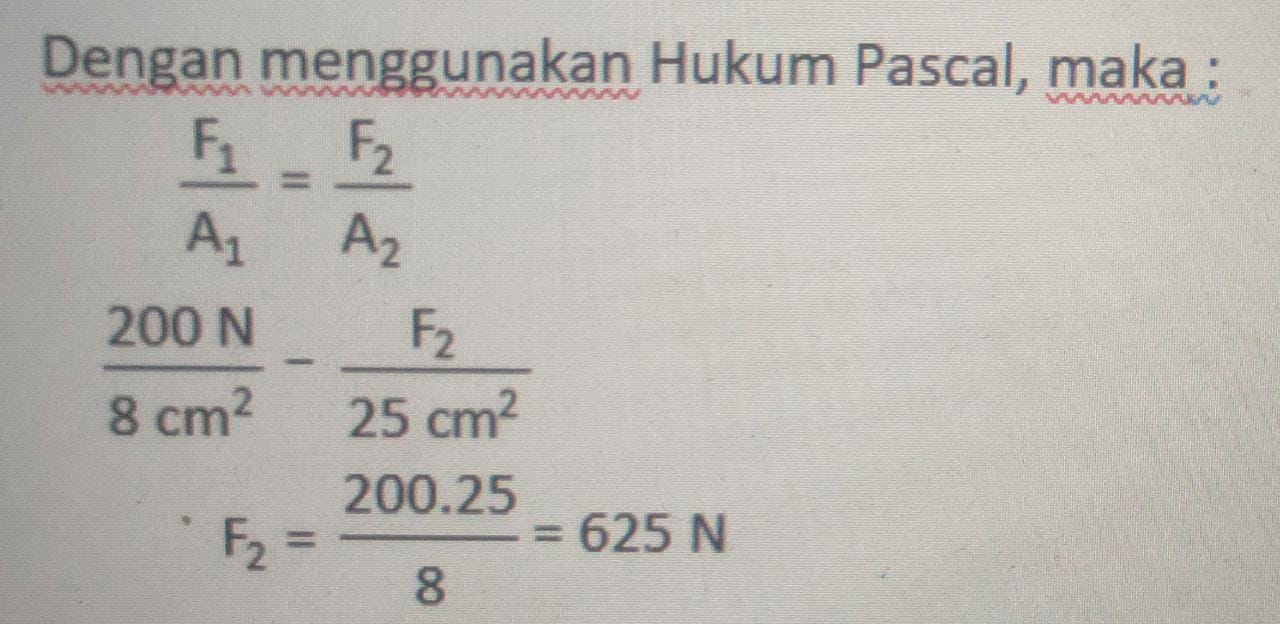 Dengan menggunakan Hukum Pascal, maka :
F₁ = F₂
A₁ A₂
200 N – F₂
8 cm² 25 cm²
F₂ = 200.25 = 625 N
8